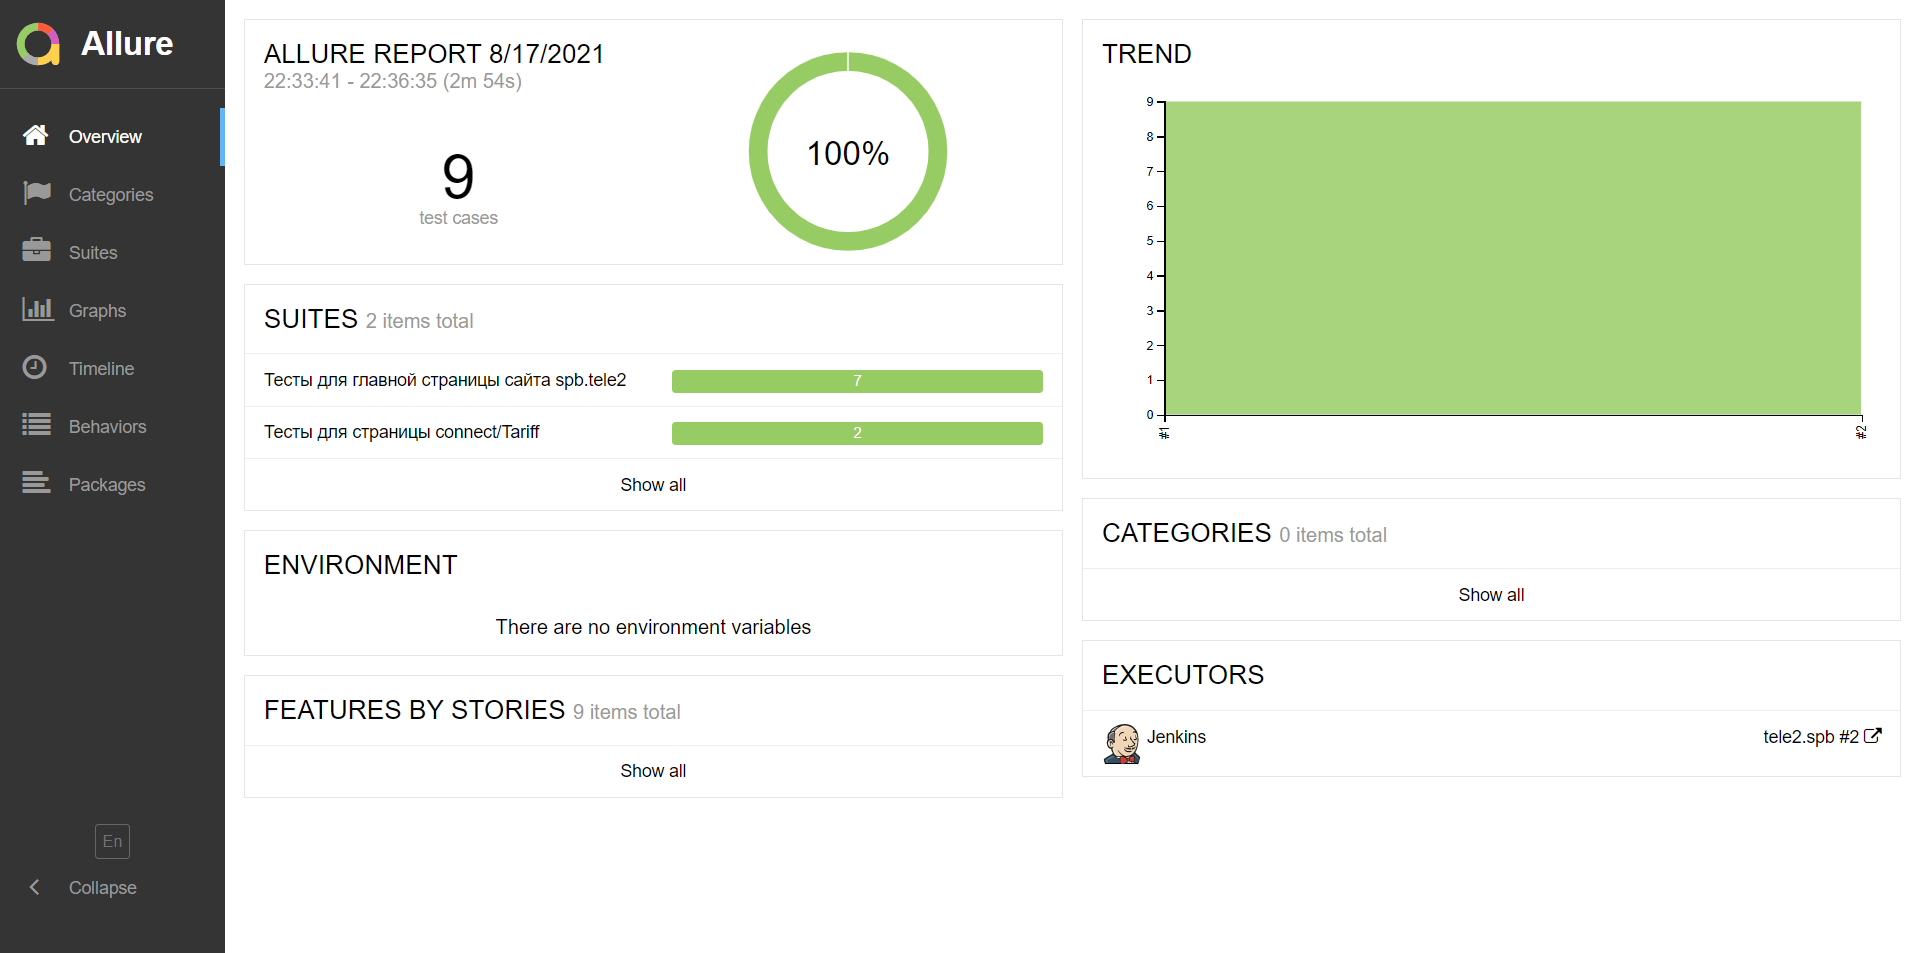 Allure
Overview
Categories
Suites
Graphs
Timeline
Behaviors
Packages
En
Collapse
ALLURE REPORT 8/17/2021
22:33:41 - 22:36:35 (2m 54s)
9
test cases
100%
SUITES 2 items total
Тесты для главной страницы сайта spb.tele2 7
Тесты для страницы connect/Tariff 2
Show all
ENVIRONMENT
There are no environment variables
FEATURES BY STORIES 9 items total
Show all
TREND
9
8
7
6
5
4
3
2
1
0
#1
#2
CATEGORIES 0 items total
Show all
EXECUTORS
Jenkins tele2.spb #2